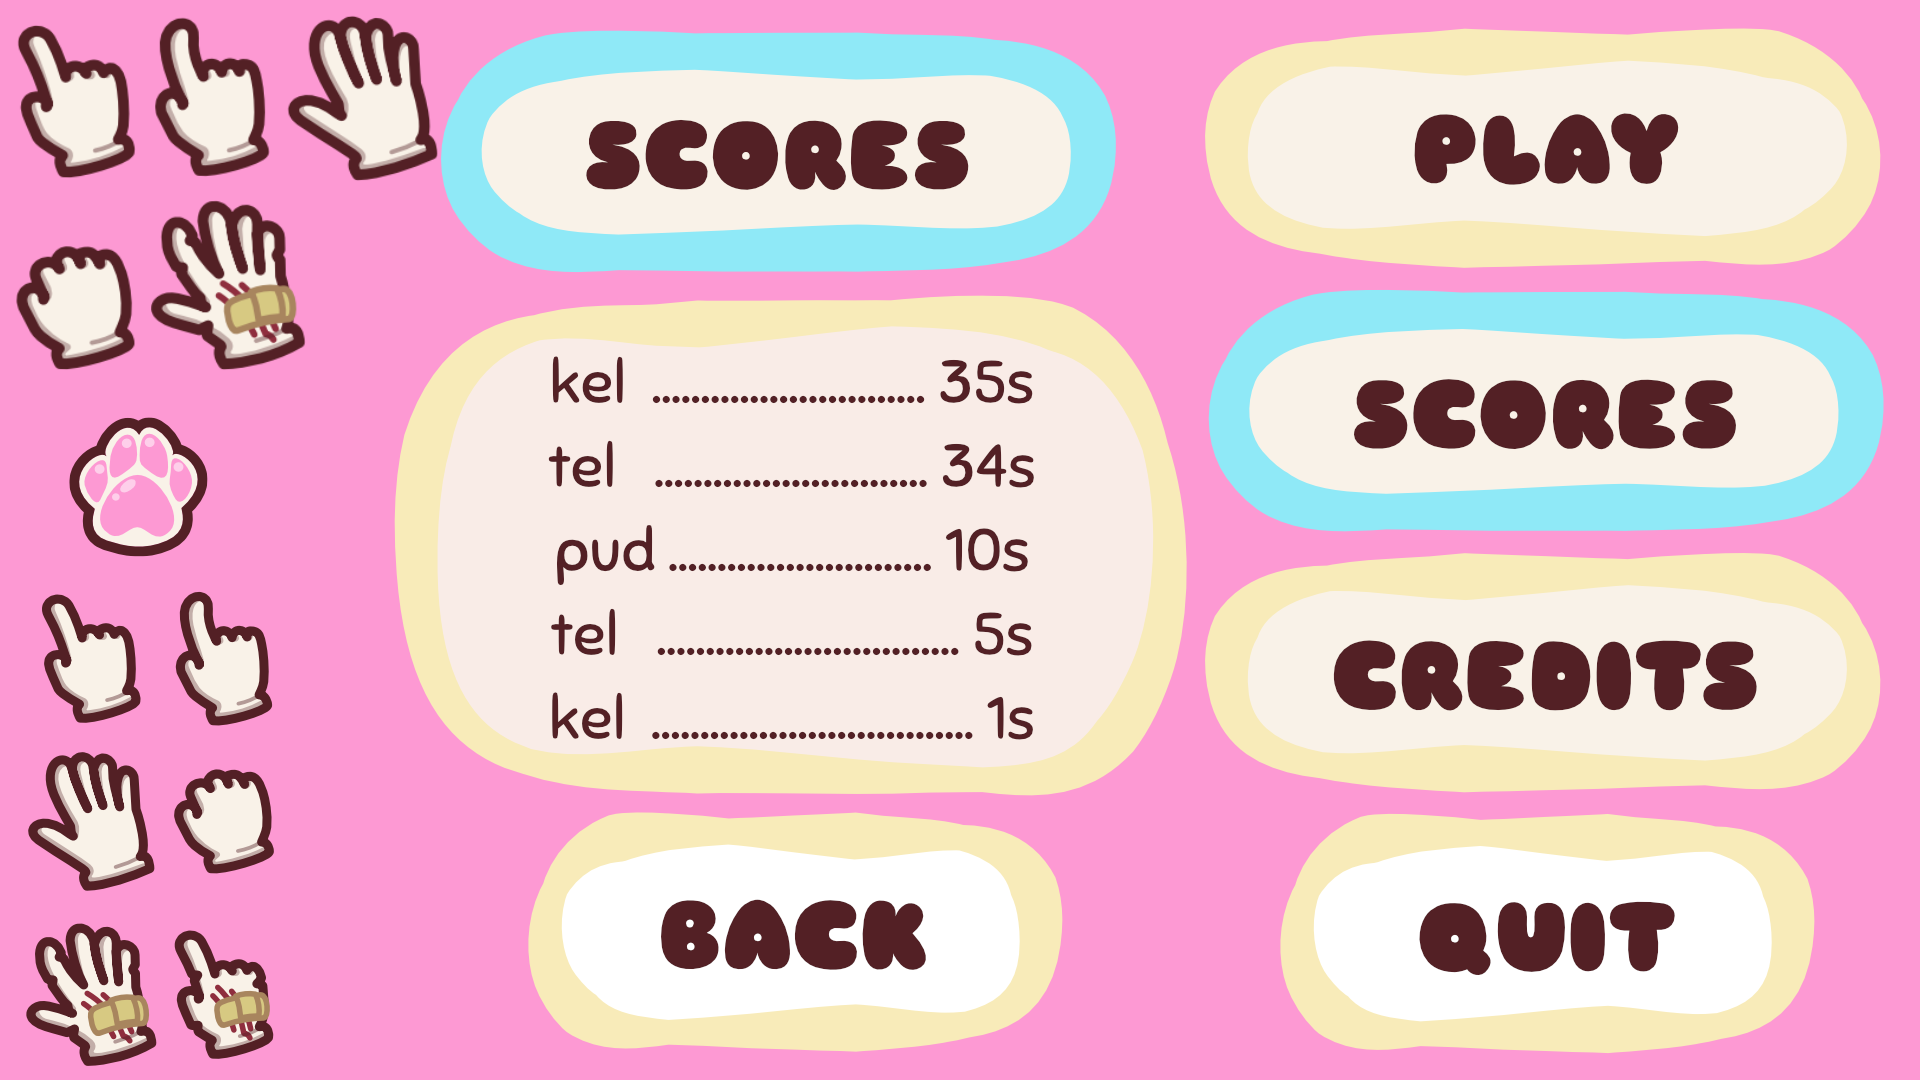 SCORES
kel ............................ 35s
tel ............................ 34s
pud ........................... 10s
tel ............................... 5s
kel ................................. 1s
BACK
PLAY
SCORES
CREDITS
QUIT